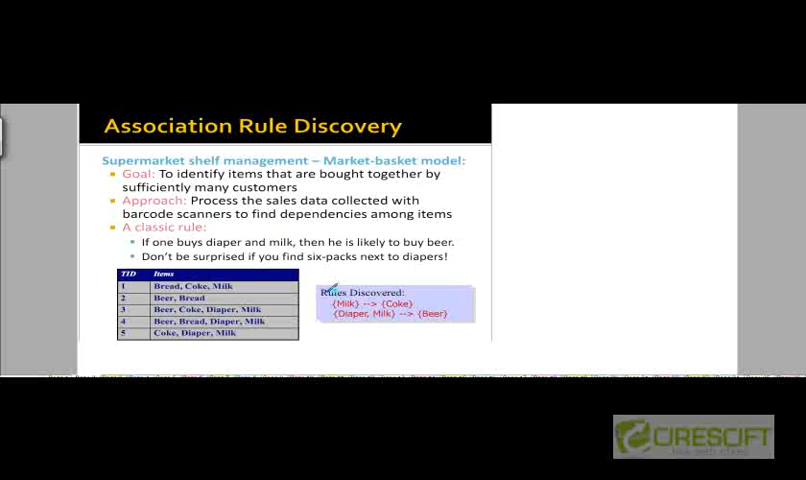 Association Rule Discovery
Supermarket shelf management – Market-basket model:
Goal: To identify items that are bought together by
sufficiently many customers
Approach: Process the sales data collected with
barcode scanners to find dependencies among items
A classic rule:
If one buys diaper and milk, then he is likely to buy beer.
Don't be surprised if you find six-packs next to diapers!
TID Items
1 Bread, Coke, Milk
2 Beer, Bread
3 Beer, Coke, Diaper, Milk
4 Beer, Bread, Diaper, Milk
5 Coke, Diaper, Milk
Rules Discovered:
{Milk} --> {Coke}
{Diaper, Milk} --> {Beer}